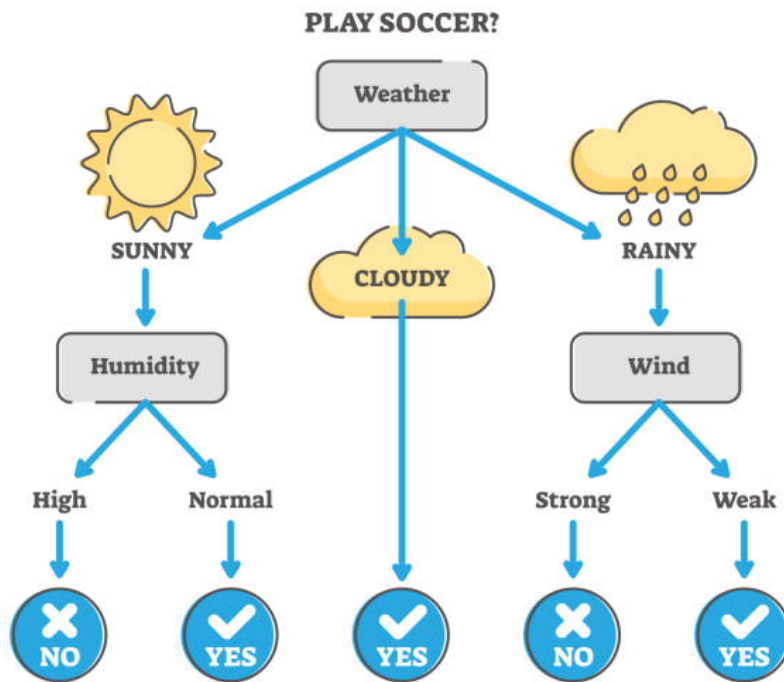 PLAY SOCCER?
Weather
SUNNY
CLOUDY
RAINY
Humidity
Wind
High
Normal
Strong
Weak
NO
YES
YES
NO
YES